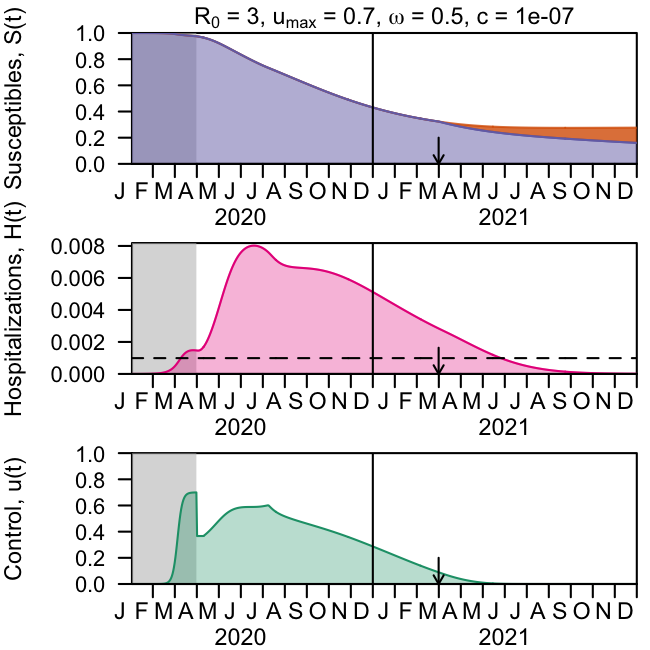 R₀ = 3, uₘₐₓ = 0.7, ω = 0.5, c = 1e-07
Susceptibles, S(t)
1.0
0.8
0.6
0.4
0.2
0.0
J F M A M J J A S O N D J F M A M J J A S O N D
2020 2021
Hospitalizations, H(t)
0.008
0.006
0.004
0.002
0.000
J F M A M J J A S O N D J F M A M J J A S O N D
2020 2021
Control, u(t)
1.0
0.8
0.6
0.4
0.2
0.0
J F M A M J J A S O N D J F M A M J J A S O N D
2020 2021